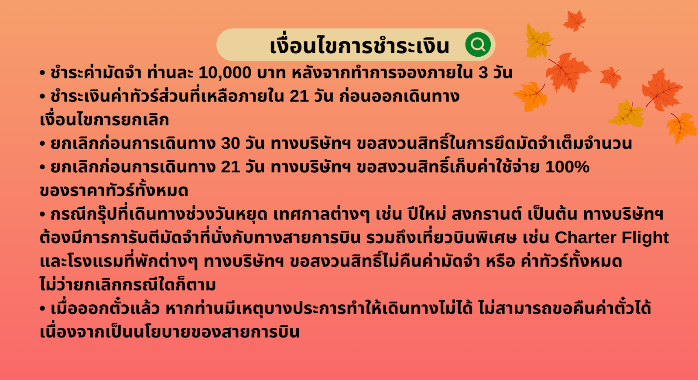 เงื่อนไขการชำระเงิน
• ชำระค่ามัดจำ ท่านละ 10,000 บาท หลังจากทำการจองภายใน 3 วัน
• ชำระเงินค่าทัวร์ส่วนที่เหลือภายใน 21 วัน ก่อนออกเดินทาง
เงื่อนไขการยกเลิก
• ยกเลิกก่อนการเดินทาง 30 วัน ทางบริษัทฯ ขอสงวนสิทธิ์ในการยึดมัดจำเต็มจำนวน
• ยกเลิกก่อนการเดินทาง 21 วัน ทางบริษัทฯ ขอสงวนสิทธิ์เก็บค่าใช้จ่าย 100%
ของราคาทัวร์ทั้งหมด
• กรณีกรุ๊ปที่เดินทางช่วงวันหยุด เทศกาลต่างๆ เช่น ปีใหม่ สงกรานต์ เป็นต้น ทางบริษัทฯ
ต้องมีการการันตีมัดจำที่นั่งกับทางสายการบิน รวมถึงเที่ยวบินพิเศษ เช่น Charter Flight
และโรงแรมที่พักต่างๆ ทางบริษัทฯ ขอสงวนสิทธิ์ไม่คืนค่ามัดจำ หรือ ค่าทัวร์ทั้งหมด
ไม่ว่ายกเลิกกรณีใดก็ตาม
• เมื่อออกตั๋วแล้ว หากท่านมีเหตุบางประการทำให้เดินทางไม่ได้ ไม่สามารถขอคืนค่าตั๋วได้
เนื่องจากเป็นนโยบายของสายการบิน